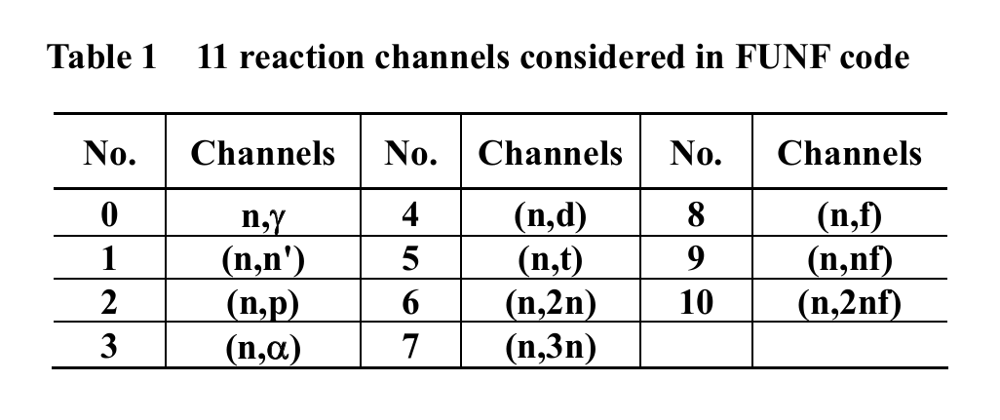 Table 1 11 reaction channels considered in FUNF code
No. Channels No. Channels No. Channels
0 n,γ 4 (n,d) 8 (n,f)
1 (n,n') 5 (n,t) 9 (n,nf)
2 (n,p) 6 (n,2n) 10 (n,2nf)
3 (n,α) 7 (n,3n)